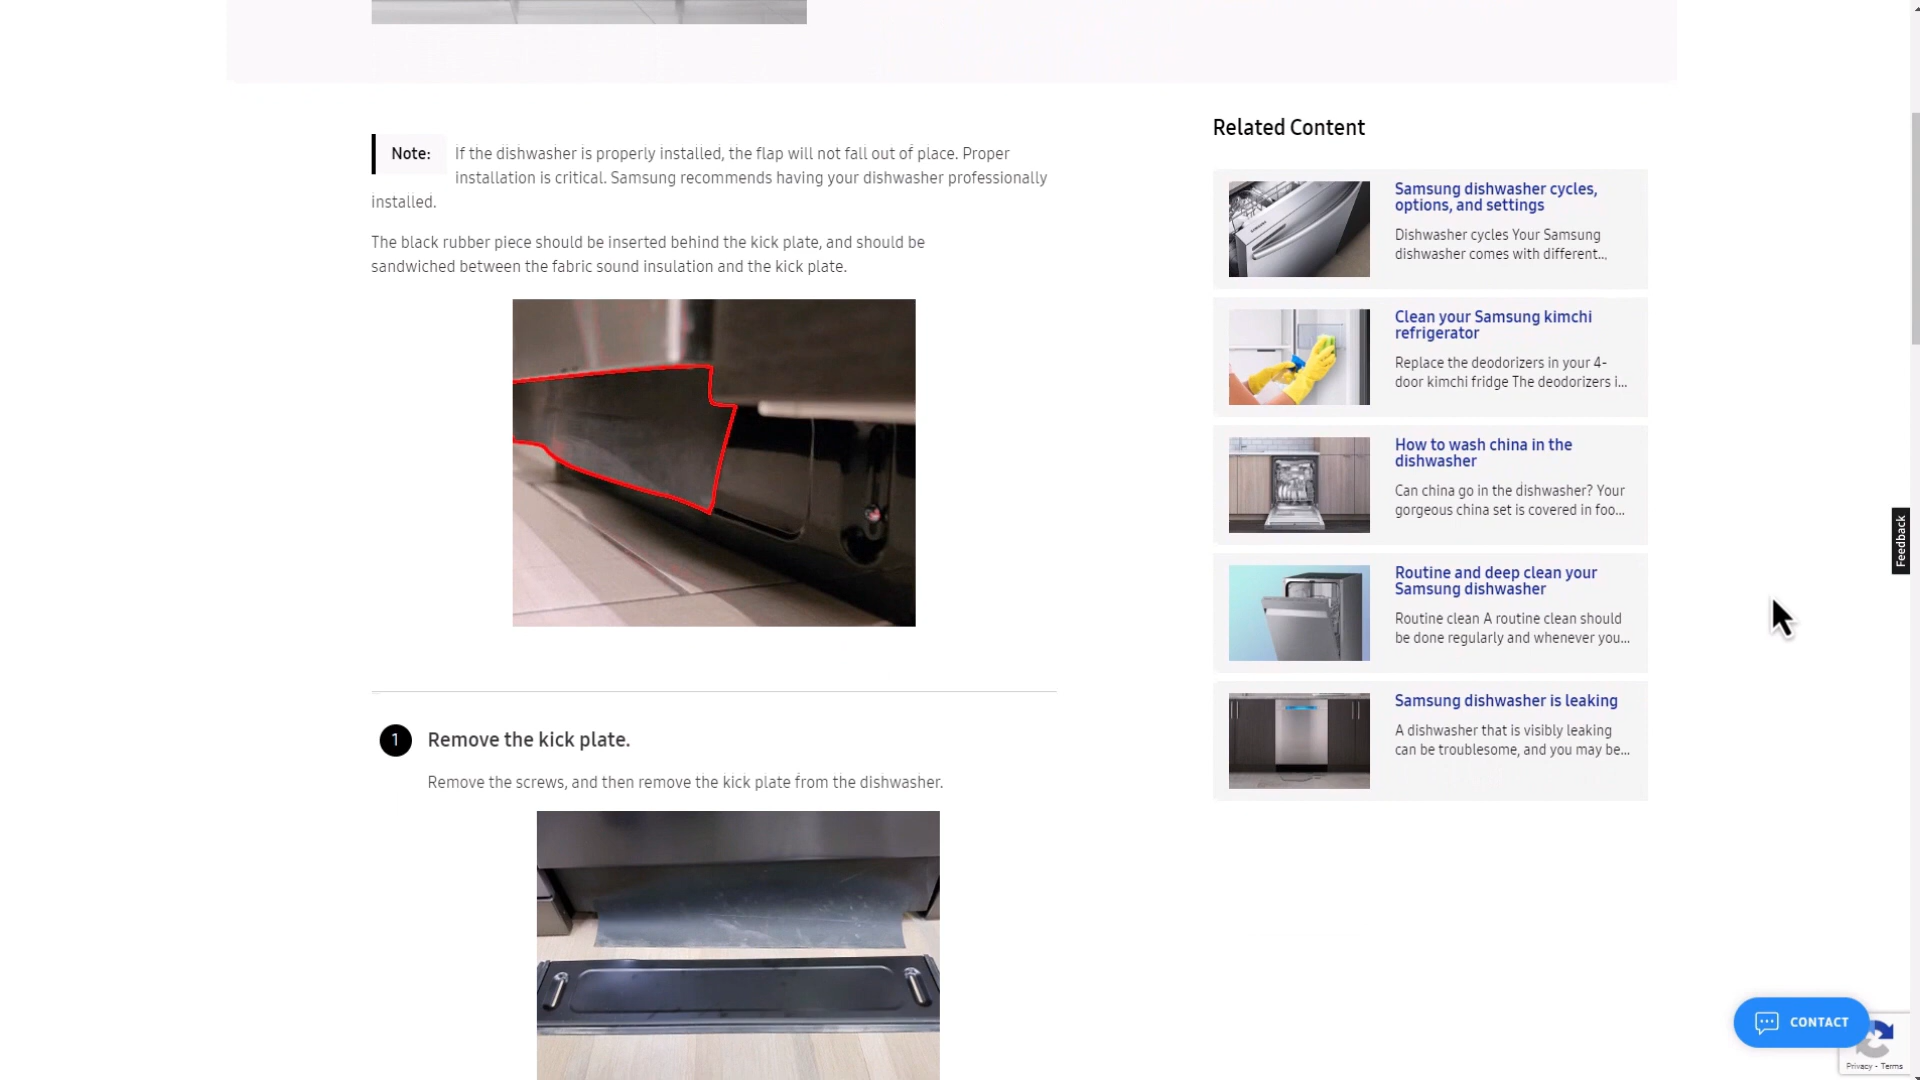 Note: If the dishwasher is properly installed, the flap will not fall out of place. Proper
installation is critical. Samsung recommends having your dishwasher professionally
installed.
The black rubber piece should be inserted behind the kick plate, and should be
sandwiched between the fabric sound insulation and the kick plate.
1 Remove the kick plate.
Remove the screws, and then remove the kick plate from the dishwasher.
Related Content
Samsung dishwasher cycles,
options, and settings
Dishwasher cycles Your Samsung
dishwasher comes with different...
Clean your Samsung kimchi
refrigerator
Replace the deodorizers in your 4-
door kimchi fridge The deodorizers i...
How to wash china in the
dishwasher
Can china go in the dishwasher? Your
gorgeous china set is covered in foo...
Routine and deep clean your
Samsung dishwasher
Routine clean A routine clean should
be done regularly and whenever you...
Samsung dishwasher is leaking
A dishwasher that is visibly leaking
can be troublesome, and you may be...
Feedback
CONTACT
Privacy - Terms